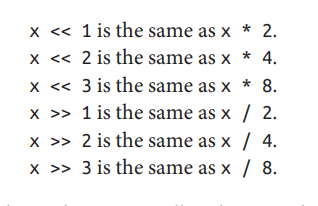 x << 1 is the same as x * 2.
x << 2 is the same as x * 4.
x << 3 is the same as x * 8.
x >> 1 is the same as x / 2.
x >> 2 is the same as x / 4.
x >> 3 is the same as x / 8.